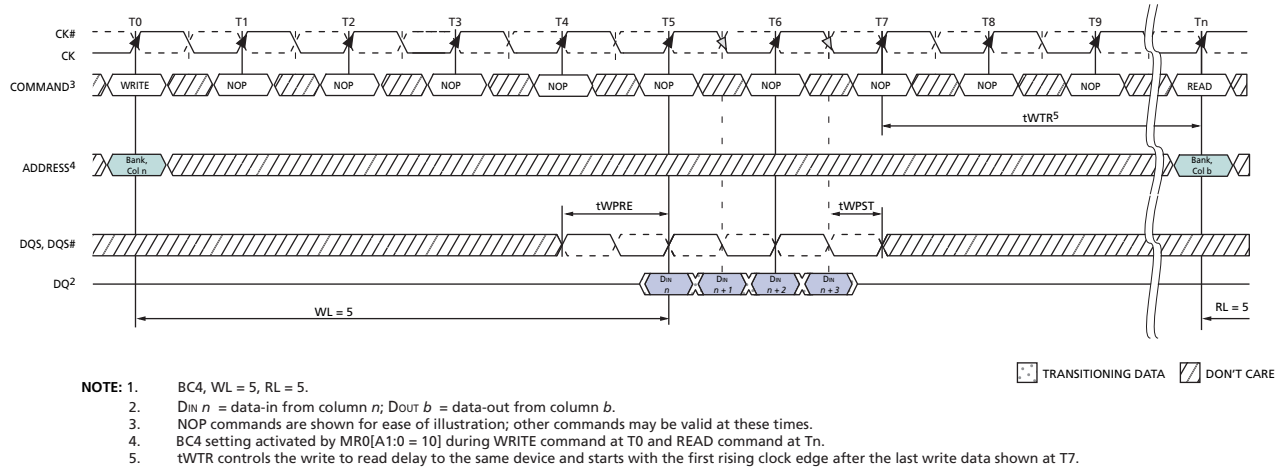 T0 T1 T2 T3 T4 T5 T6 T7 T8 T9 Tn
CK#
CK
COMMAND3 WRITE NOP NOP NOP NOP NOP NOP NOP NOP NOP READ
tWTR5
ADDRESS4 Bank, Col n Bank, Col b
tWPRE tWPST
DQS, DQS#
DQ2 DIN n DIN n + 1 DIN n + 2 DIN n + 3
WL = 5 RL = 5
TRANSITIONING DATA DON'T CARE
NOTE: 1. BC4, WL = 5, RL = 5.
2. DIN n = data-in from column n; DOUT b = data-out from column b.
3. NOP commands are shown for ease of illustration; other commands may be valid at these times.
4. BC4 setting activated by MR0[A1:0 = 10] during WRITE command at T0 and READ command at Tn.
5. tWTR controls the write to read delay to the same device and starts with the first rising clock edge after the last write data shown at T7.